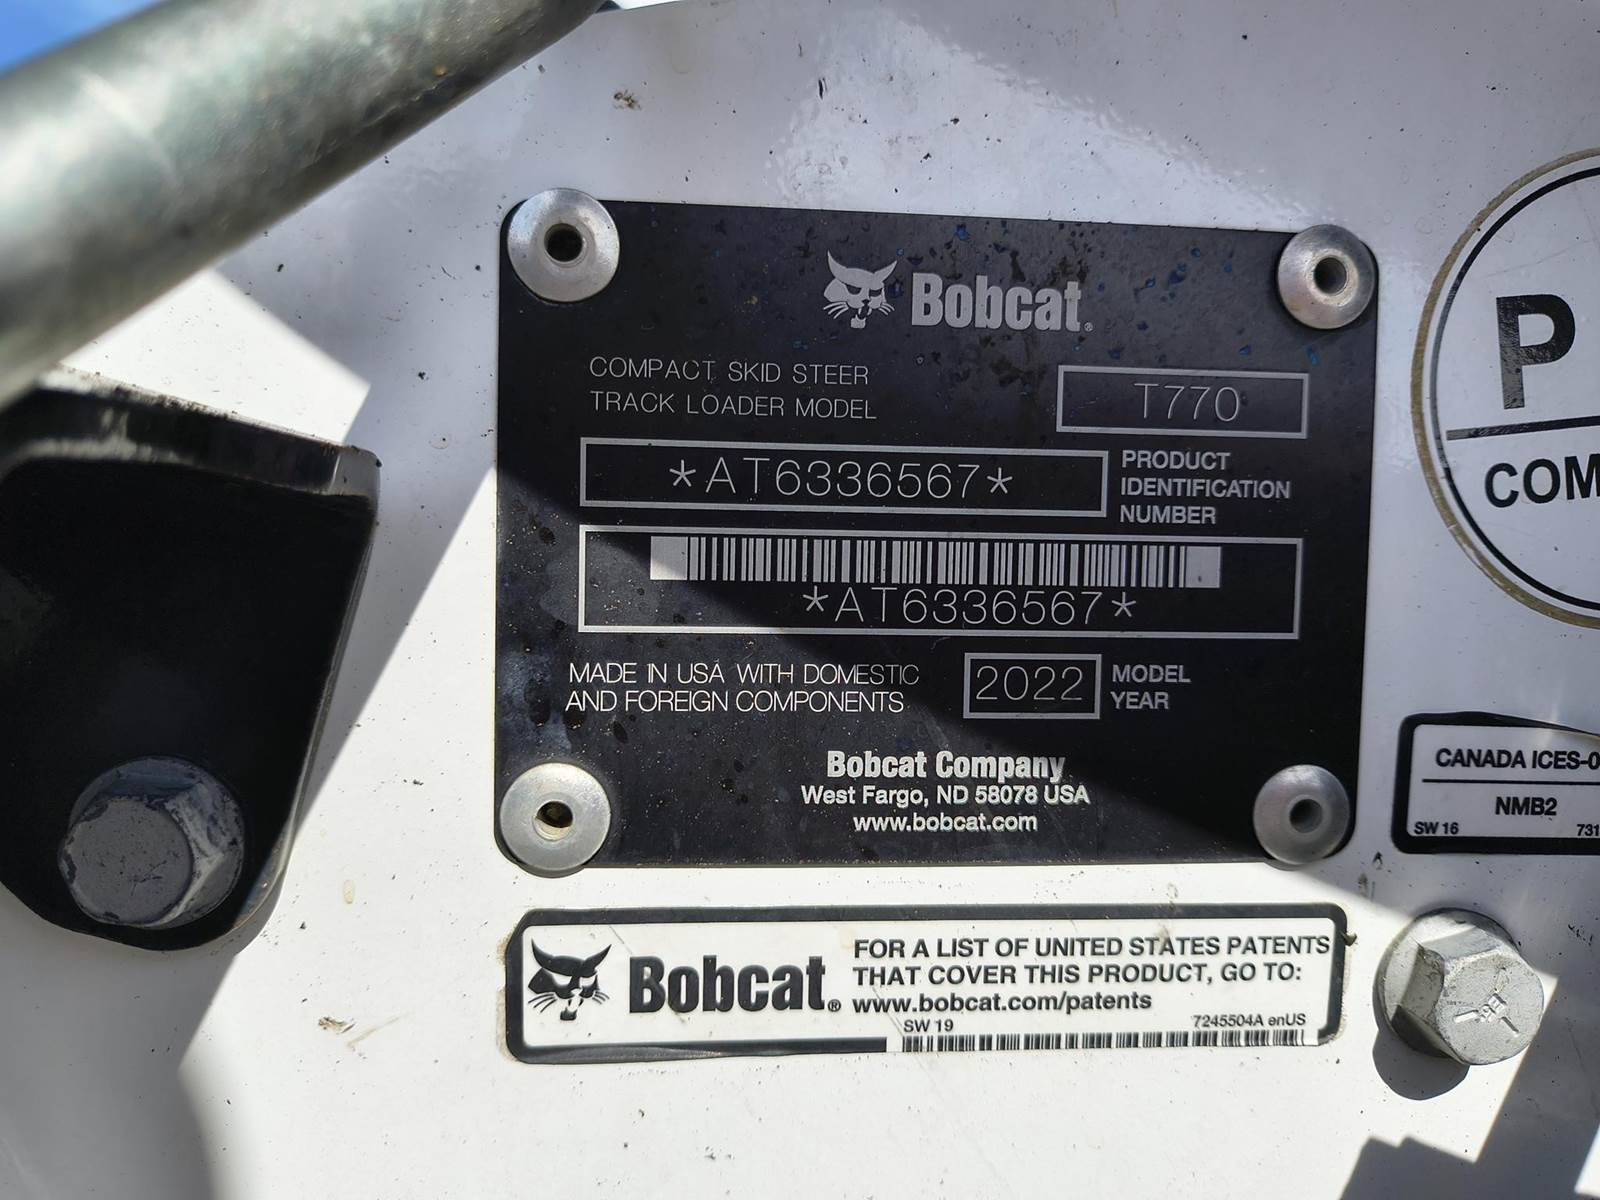 Bobcat®
COMPACT SKID STEER
TRACK LOADER MODEL
T770
*AT6336567*
PRODUCT
IDENTIFICATION
NUMBER
*AT6336567*
MADE IN USA WITH DOMESTIC
AND FOREIGN COMPONENTS
2022
MODEL
YEAR
Bobcat Company
West Fargo, ND 58078 USA
www.bobcat.com
Bobcat®
FOR A LIST OF UNITED STATES PATENTS
THAT COVER THIS PRODUCT, GO TO:
www.bobcat.com/patents
SW 19
7245504A enUS
P
COM
CANADA ICES-0
NMB2
SW 16
731